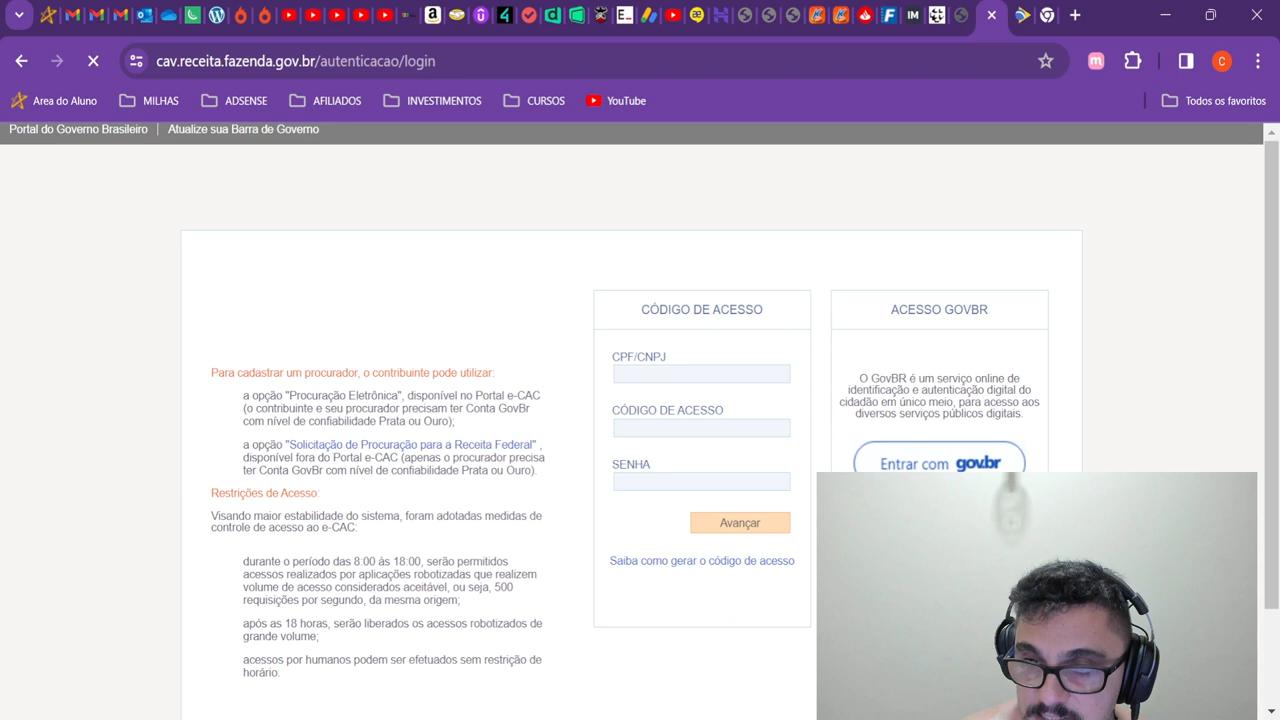 cav.receita.fazenda.gov.br/autenticacao/login
C
Area do Aluno
MILHAS
ADSENSE
AFILIADOS
INVESTIMENTOS
CURSOS
YouTube
Todos os favoritos
Portal do Governo Brasileiro | Atualize sua Barra de Governo
Para cadastrar um procurador, o contribuinte pode utilizar:
a opção "Procuração Eletrônica", disponível no Portal e-CAC
(o contribuinte e seu procurador precisam ter Conta GovBr
com nível de confiabilidade Prata ou Ouro);
a opção "Solicitação de Procuração para a Receita Federal" ,
disponível fora do Portal e-CAC (apenas o procurador precisa
ter Conta GovBr com nível de confiabilidade Prata ou Ouro).
Restrições de Acesso:
Visando maior estabilidade do sistema, foram adotadas medidas de
controle de acesso ao e-CAC:
durante o período das 8:00 às 18:00, serão permitidos
acessos realizados por aplicações robotizadas que realizem
volume de acesso considerados aceitável, ou seja, 500
requisições por segundo, da mesma origem;
após as 18 horas, serão liberados os acessos robotizados de
grande volume;
acessos por humanos podem ser efetuados sem restrição de
horário.
CÓDIGO DE ACESSO
CPF/CNPJ
CÓDIGO DE ACESSO
SENHA
Avançar
Saiba como gerar o código de acesso
ACESSO GOVBR
O GovBR é um serviço online de
identificação e autenticação digital do
cidadão em único meio, para acesso aos
diversos serviços públicos digitais.
Entrar com gov.br